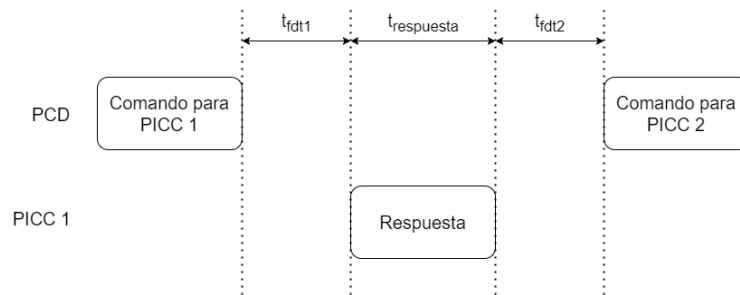 tfdt1
trespuesta
tfdt2
PCD
Comando para
PICC 1
Comando para
PICC 2
PICC 1
Respuesta